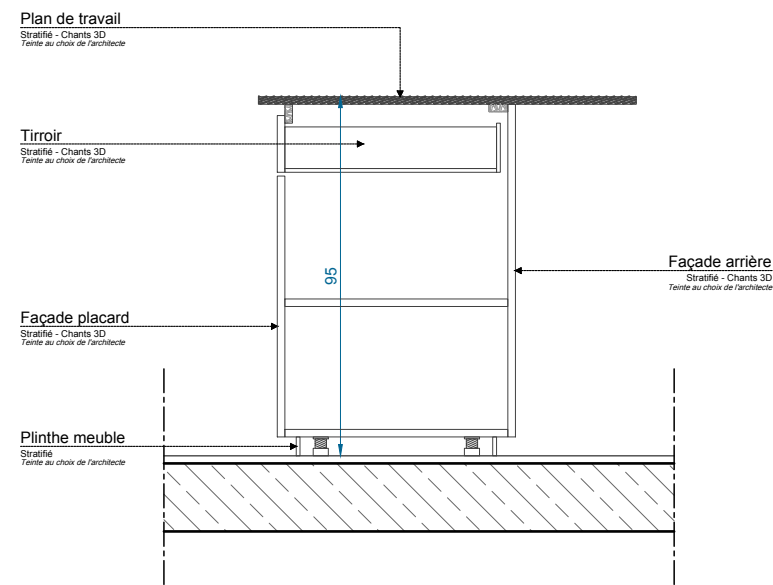 Plan de travail
Stratifié - Chants 3D
Teinte au choix de l'architecte
Tirroir
Stratifié - Chants 3D
Teinte au choix de l'architecte
95
Façade arrière
Stratifié - Chants 3D
Teinte au choix de l'architecte
Façade placard
Stratifié - Chants 3D
Teinte au choix de l'architecte
Plinthe meuble
Stratifié
Teinte au choix de l'architecte